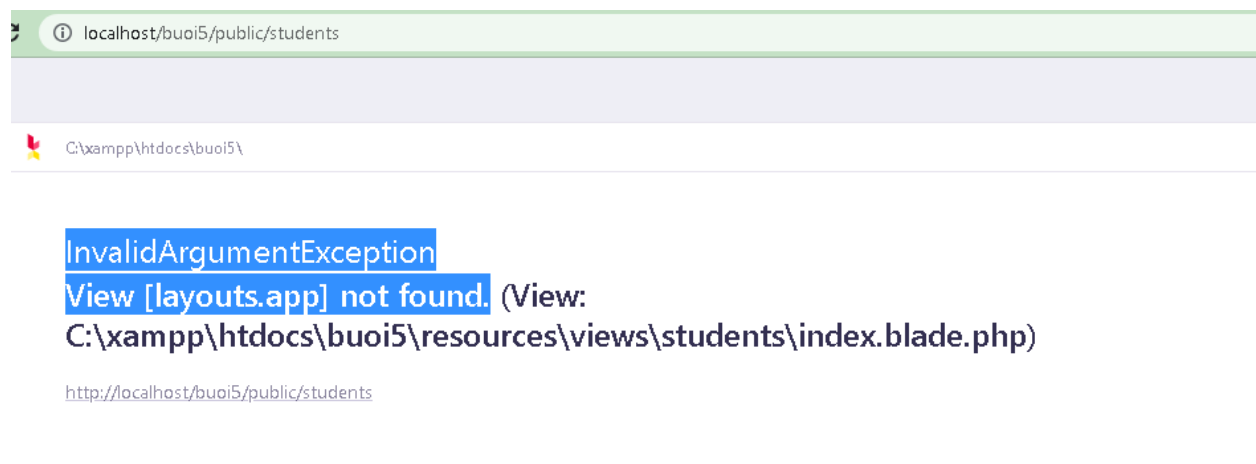 localhost/buoi5/public/students
C:\xampp\htdocs\buoi5\
InvalidArgumentException
View [layouts.app] not found. (View:
C:\xampp\htdocs\buoi5\resources\views\students\index.blade.php)
http://localhost/buoi5/public/students